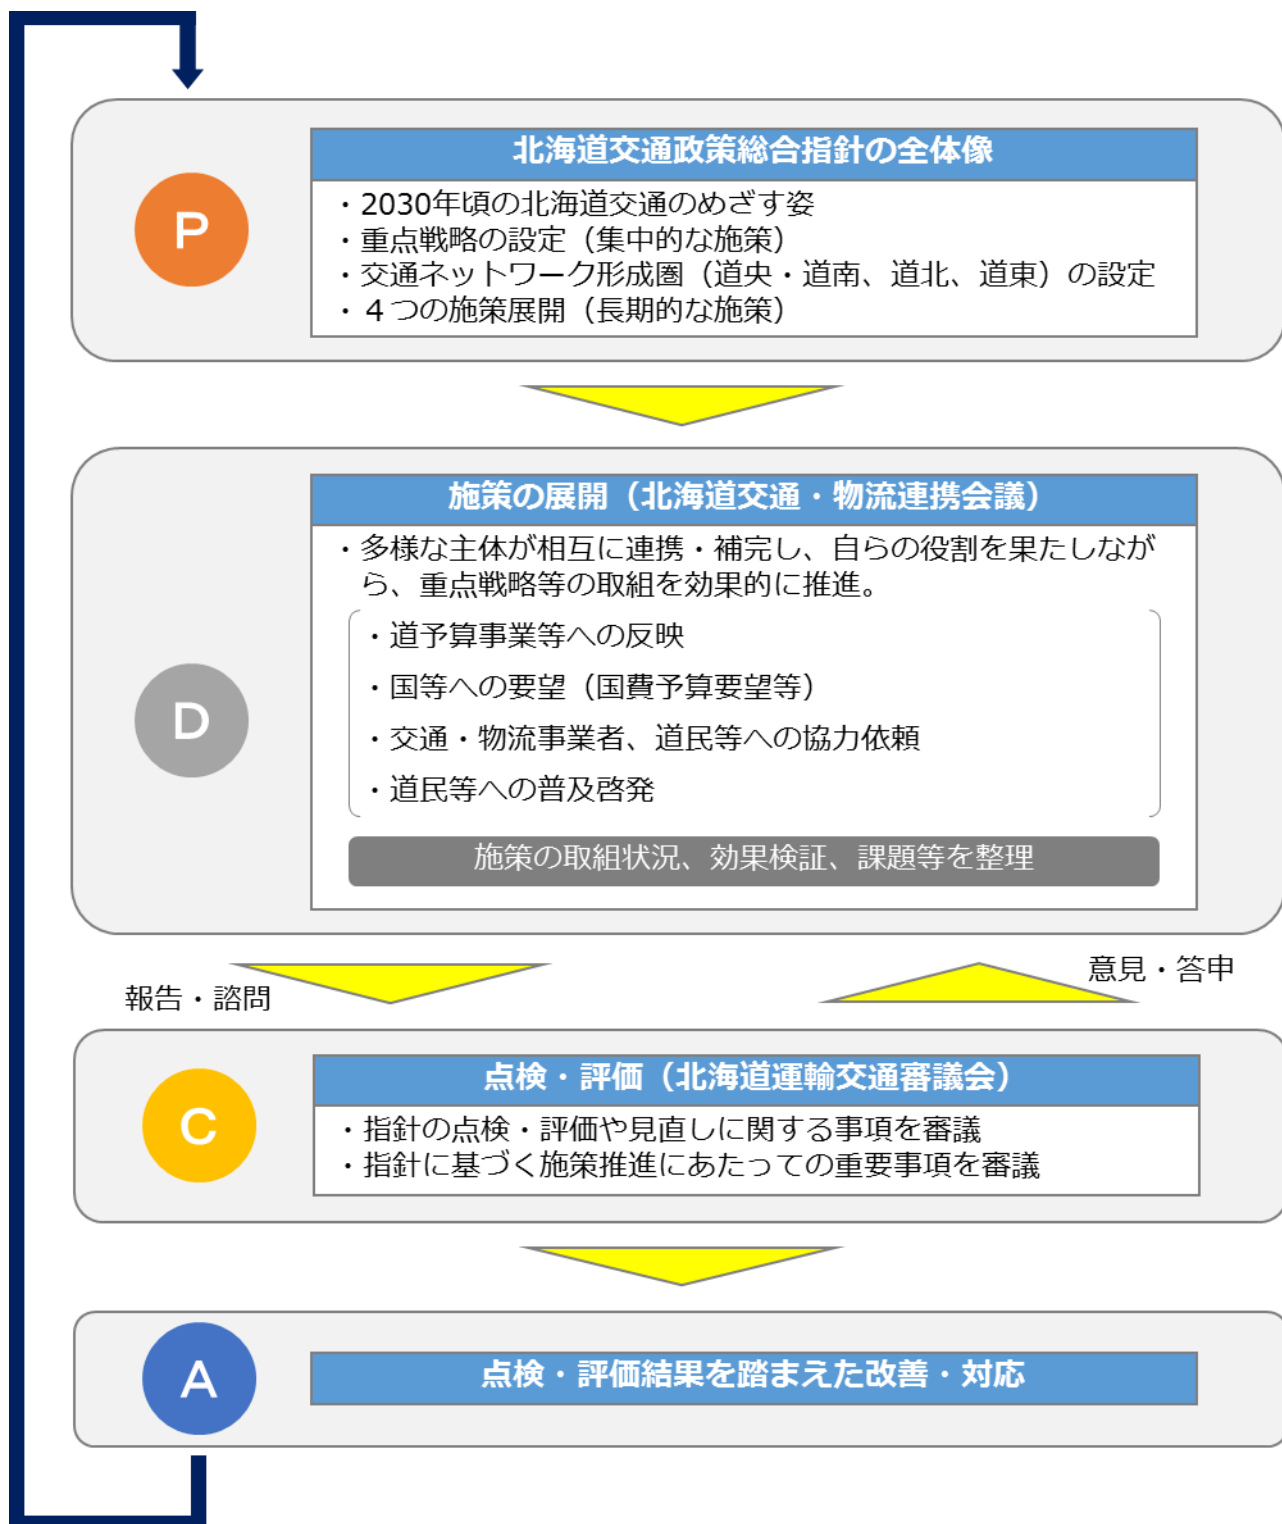 P
北海道交通政策総合指針の全体像
・2030年頃の北海道交通のめざす姿
・重点戦略の設定（集中的な施策）
・交通ネットワーク形成圏（道央・道南、道北、道東）の設定
・４つの施策展開（長期的な施策）
D
施策の展開（北海道交通・物流連携会議）
・多様な主体が相互に連携・補完し、自らの役割を果たしなが
ら、重点戦略等の取組を効果的に推進。
・道予算事業等への反映
・国等への要望（国費予算要望等）
・交通・物流事業者、道民等への協力依頼
・道民等への普及啓発
施策の取組状況、効果検証、課題等を整理
報告・諮問
意見・答申
C
点検・評価（北海道運輸交通審議会）
・指針の点検・評価や見直しに関する事項を審議
・指針に基づく施策推進にあたっての重要事項を審議
A
点検・評価結果を踏まえた改善・対応